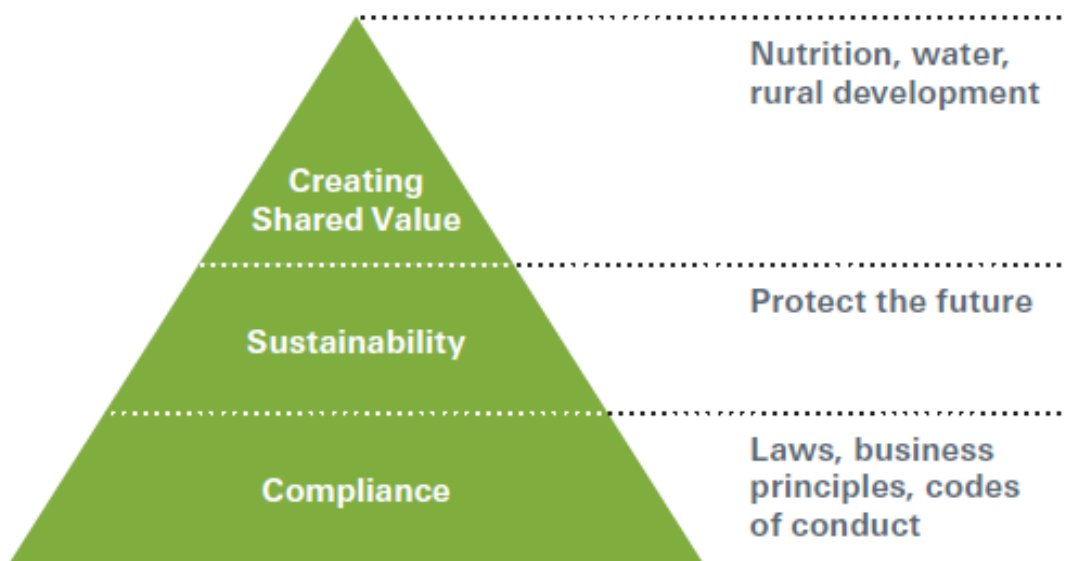 Nutrition, water,
rural development
Creating
Shared Value
Protect the future
Sustainability
Laws, business
principles, codes
of conduct
Compliance